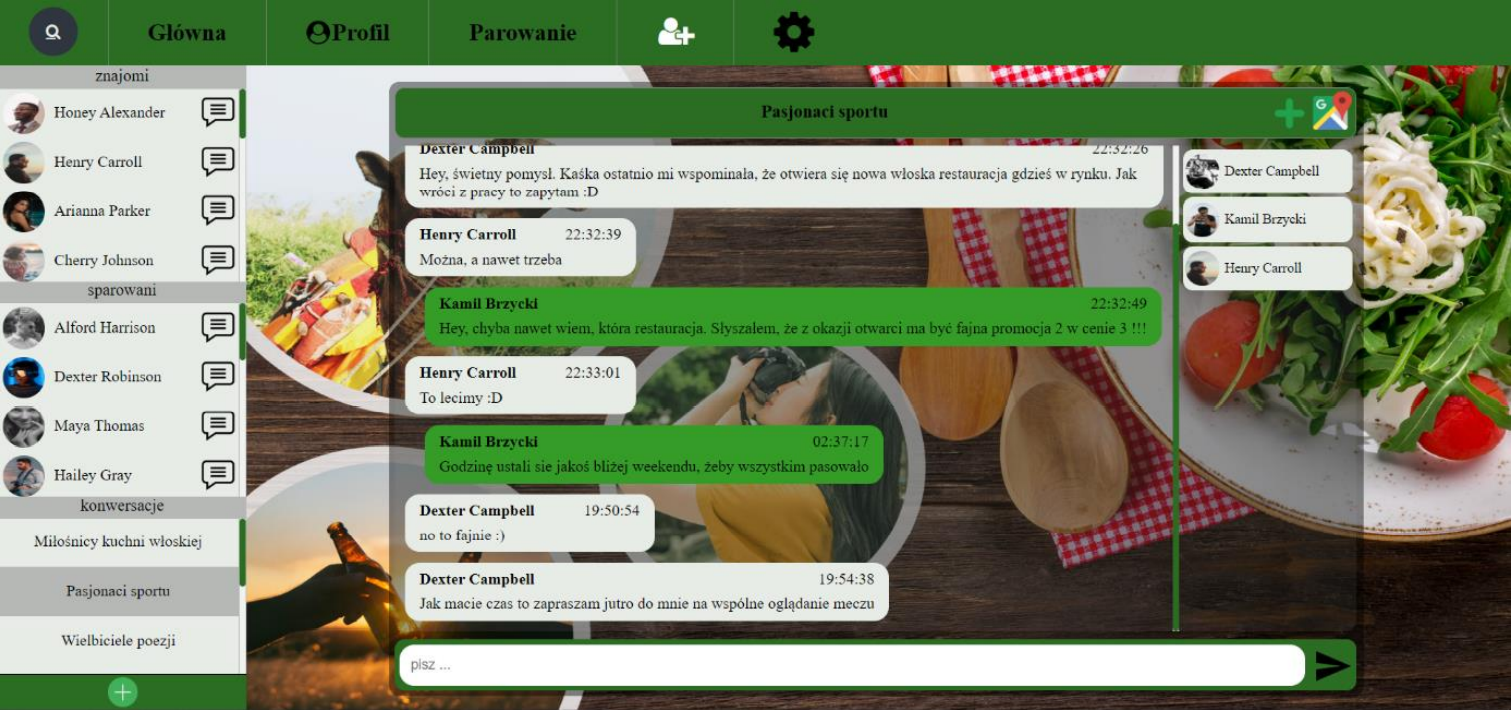 Główna
Profil
Parowanie
znajomi
Honey Alexander
Henry Carroll
Arianna Parker
Cherry Johnson
sparowani
Alford Harrison
Dexter Robinson
Maya Thomas
Hailey Gray
konwersacje
Miłośnicy kuchni włoskiej
Pasjonaci sportu
Wielbiciele poezji
Pasjonaci sportu
G
Dexter Campbell 22:32:26
Hey, świetny pomysł. Kaśka ostatnio mi wspominała, że otwiera się nowa włoska restauracja gdzieś w rynku. Jak
wróci z pracy to zapytam :D
Henry Carroll 22:32:39
Można, a nawet trzeba
Kamil Brzycki 22:32:49
Hey, chyba nawet wiem, która restauracja. Słyszałem, że z okazji otwarci ma być fajna promocja 2 w cenie 3 !!!
Henry Carroll 22:33:01
To lecimy :D
Kamil Brzycki 02:37:17
Godzinę ustali sie jakoś bliżej weekendu, żeby wszystkim pasowało
Dexter Campbell 19:50:54
no to fajnie :)
Dexter Campbell 19:54:38
Jak macie czas to zapraszam jutro do mnie na wspólne oglądanie meczu
pisz ...
Dexter Campbell
Kamil Brzycki
Henry Carroll